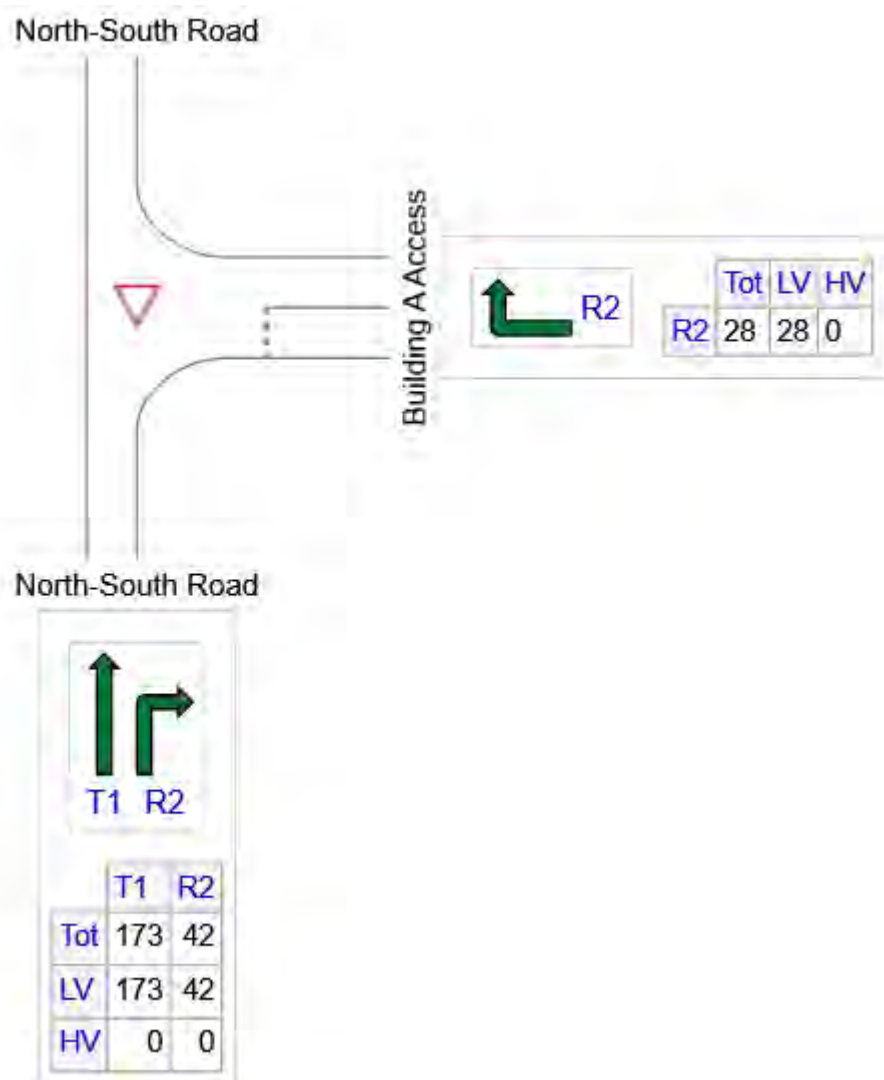 North-South Road
Building A Access
R2
Tot LV HV
R2 28 28 0
North-South Road
T1 R2
T1 R2
Tot 173 42
LV 173 42
HV 0 0